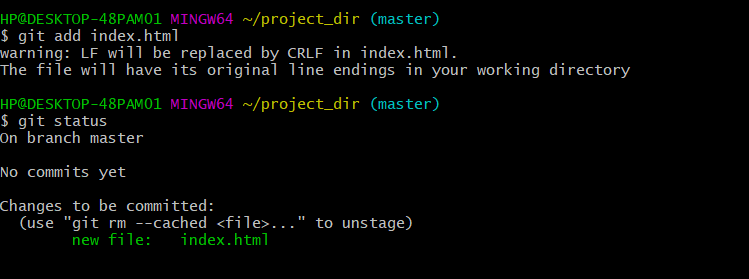 HP@DESKTOP-48PAM01 MINGW64 ~/project_dir (master)
$ git add index.html
warning: LF will be replaced by CRLF in index.html.
The file will have its original line endings in your working directory
HP@DESKTOP-48PAM01 MINGW64 ~/project_dir (master)
$ git status
On branch master
No commits yet
Changes to be committed:
  (use "git rm --cached <file>..." to unstage)
        new file:   index.html